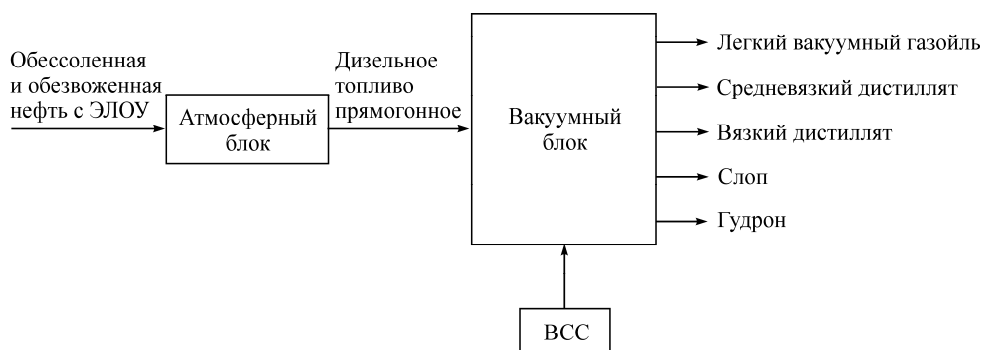 Обессоленная
и обезвоженная
нефть с ЭЛОУ
Атмосферный
блок
Дизельное
топливо
прямогонное
Вакуумный
блок
Легкий вакуумный газойль
Средневязкий дистиллят
Вязкий дистиллят
Слоп
Гудрон
ВСС